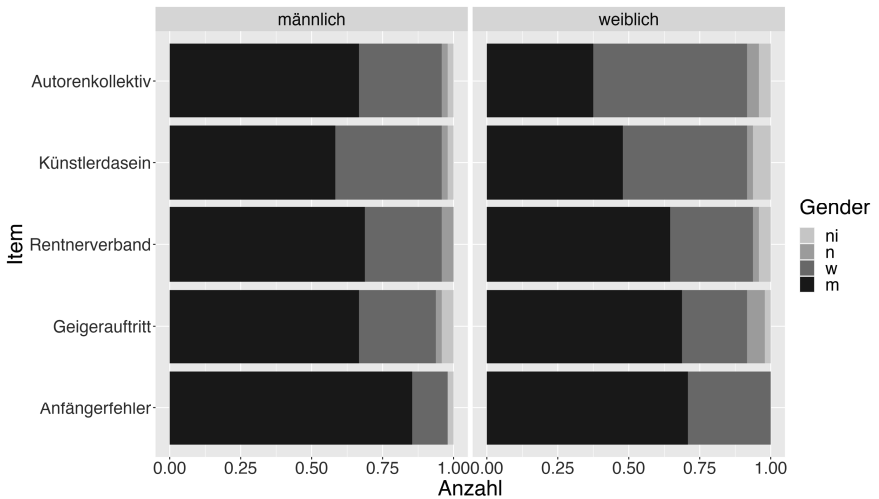 männlich
weiblich
Autorenkollektiv
Künstlerdasein
Rentnerverband
Geigerauftritt
Anfängerfehler
Item
0.00 0.25 0.50 0.75 1.00
0.00 0.25 0.50 0.75 1.00
Anzahl
Gender
ni
n
w
m